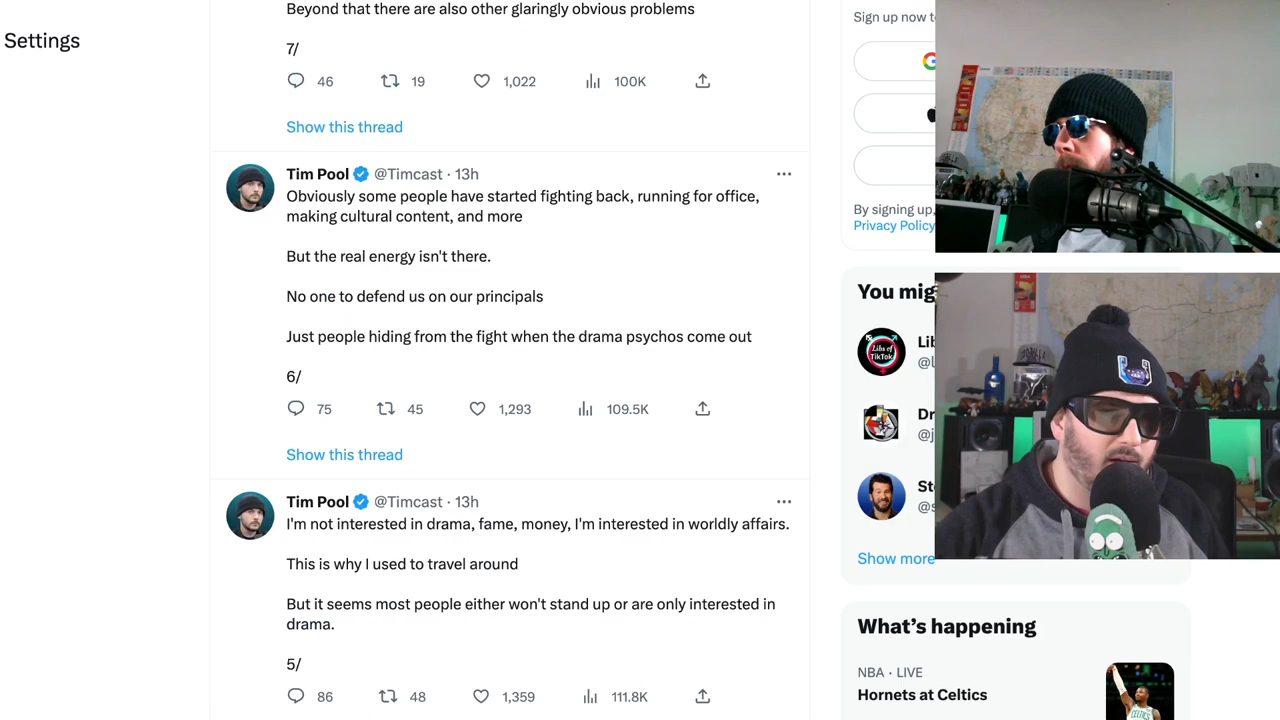 Settings
Beyond that there are also other glaringly obvious problems
7/
46 19 1,022 100K
Show this thread
Tim Pool @Timcast · 13h
Obviously some people have started fighting back, running for office,
making cultural content, and more
But the real energy isn't there.
No one to defend us on our principals
Just people hiding from the fight when the drama psychos come out
6/
75 45 1,293 109.5K
Show this thread
Tim Pool @Timcast · 13h
I'm not interested in drama, fame, money, I'm interested in worldly affairs.
This is why I used to travel around
But it seems most people either won't stand up or are only interested in
drama.
5/
86 48 1,359 111.8K
Sign up now t
By signing up,
Privacy Policy
You mig
Libs of
TikTok
Lib
@l
Dr
@j
St
@s
Show more
What's happening
NBA · LIVE
Hornets at Celtics